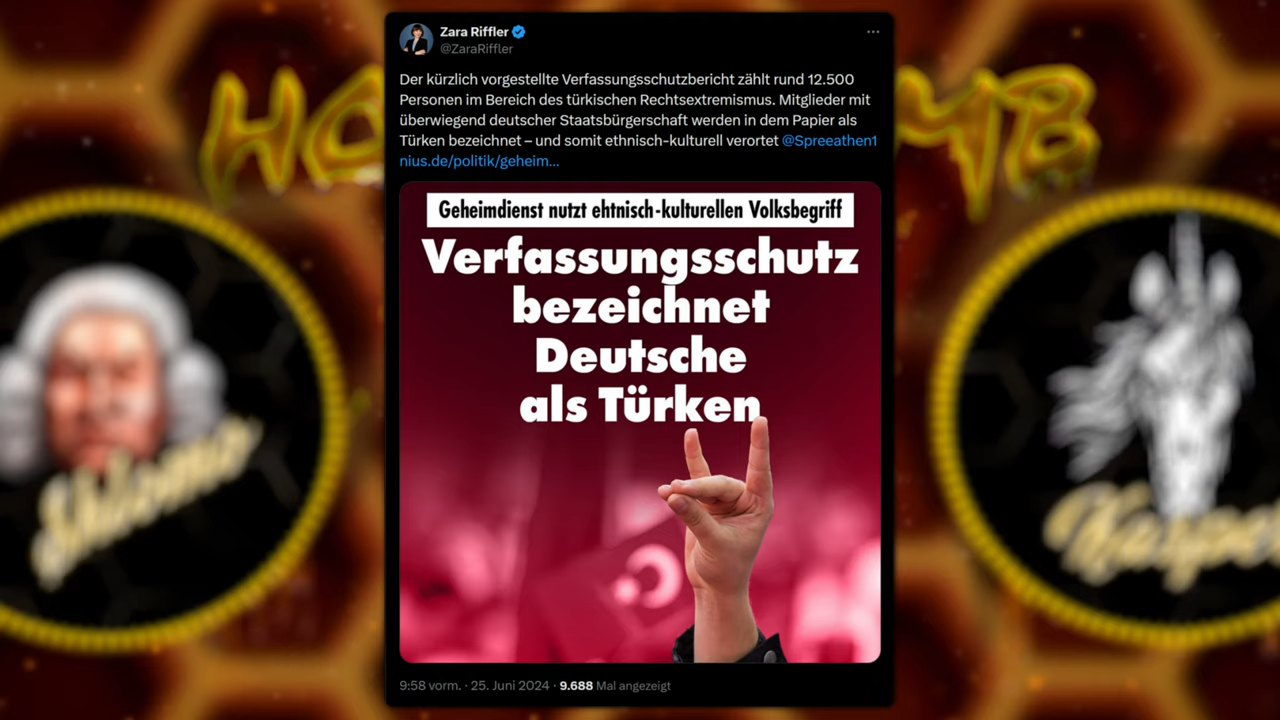 Zara Riffler
@ZaraRiffler
Der kürzlich vorgestellte Verfassungsschutzbericht zählt rund 12.500
Personen im Bereich des türkischen Rechtsextremismus. Mitglieder mit
überwiegend deutscher Staatsbürgerschaft werden in dem Papier als
Türken bezeichnet – und somit ethnisch-kulturell verortet @Spreeathen1
nius.de/politik/geheim...
Geheimdienst nutzt ehtnisch-kulturellen Volksbegriff
Verfassungsschutz
bezeichnet
Deutsche
als Türken
9:58 vorm. · 25. Juni 2024 · 9.688 Mal angezeigt
Shlomo